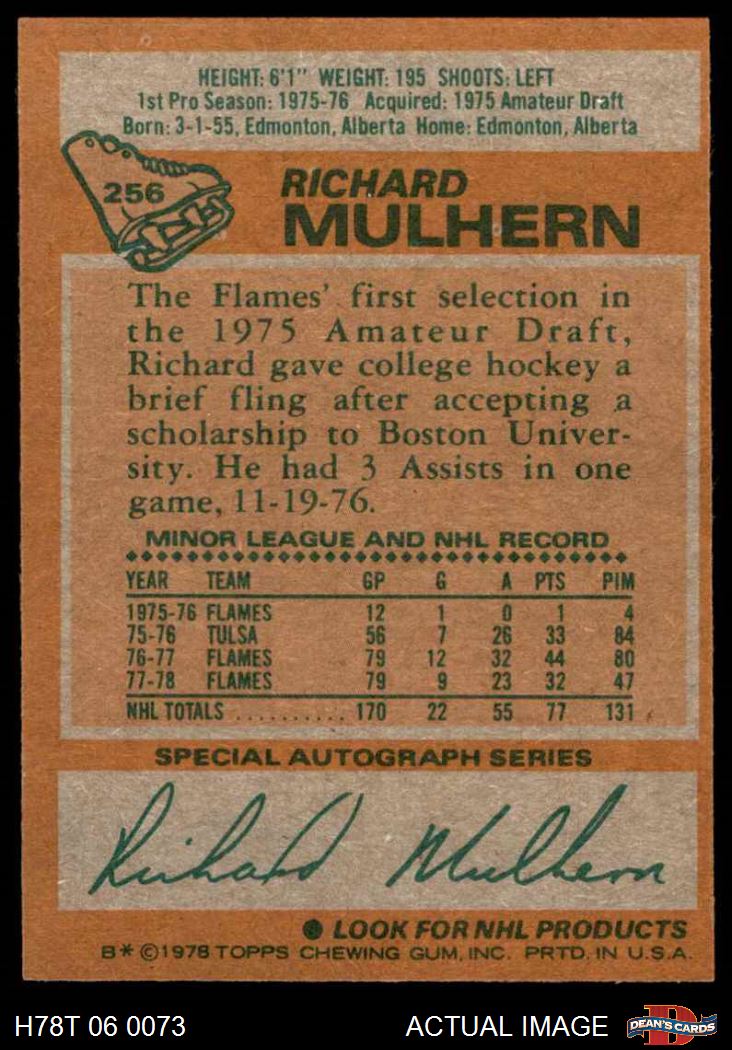 HEIGHT: 6'1" WEIGHT: 195 SHOOTS: LEFT
1st Pro Season: 1975-76 Acquired: 1975 Amateur Draft
Born: 3-1-55, Edmonton, Alberta Home: Edmonton, Alberta
256
RICHARD
MULHERN
The Flames' first selection in
the 1975 Amateur Draft,
Richard gave college hockey a
brief fling after accepting a
scholarship to Boston Univer-
sity. He had 3 Assists in one
game, 11-19-76.
MINOR LEAGUE AND NHL RECORD
YEAR TEAM GP G A PTS PIM
1975-76 FLAMES 12 1 0 1 4
75-76 TULSA 56 7 26 33 84
76-77 FLAMES 79 12 32 44 80
77-78 FLAMES 79 9 23 32 47
NHL TOTALS .......... 170 22 55 77 131
SPECIAL AUTOGRAPH SERIES
Richard Mulhern
● LOOK FOR NHL PRODUCTS
B* ©1978 TOPPS CHEWING GUM, INC. PRTD. IN U.S.A.
H78T 06 0073 ACTUAL IMAGE D DEAN'S CARDS